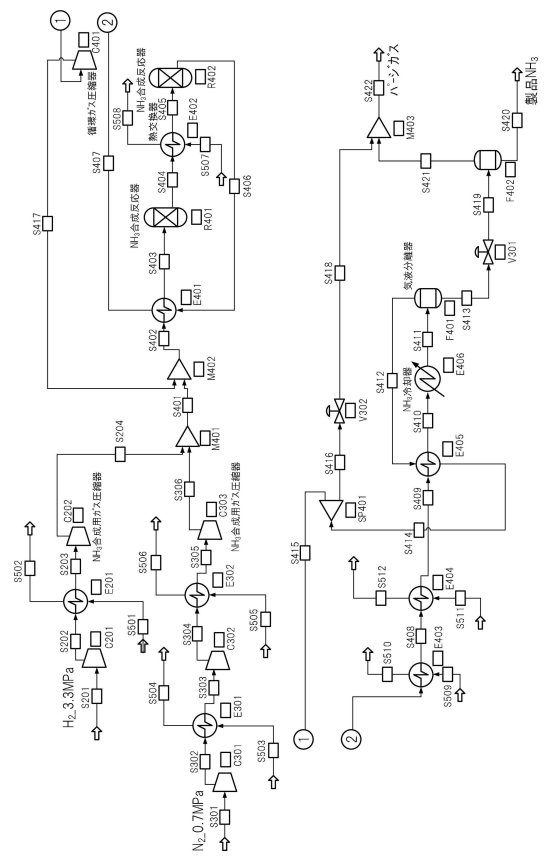 H₂_3.3MPa
S201
C201
S202
E201
S501
S502
S203
C202
NH₃合成用ガス圧縮器
S204
N₂_0.7MPa
S301
C301
S302
E301
S503
S504
S303
C302
S304
E302
S505
S506
S305
C303
NH₃合成用ガス圧縮器
S306
M401
S401
M402
S402
E401
S403
NH₃合成反応器
R401
S404
熱交換器
E402
S507
S508
S405
NH₃合成反応器
R402
S406
S407
S417
循環ガス圧縮器
C401
1
2
1
S415
2
S509
S510
E403
S408
S511
S512
E404
S409
S414
E405
S410
S412
NH₃冷却器
E406
S411
気液分離器
F401
S413
V301
S419
F402
S420
製品NH₃
S421
SP401
S416
V302
S418
M403
S422
パージガス